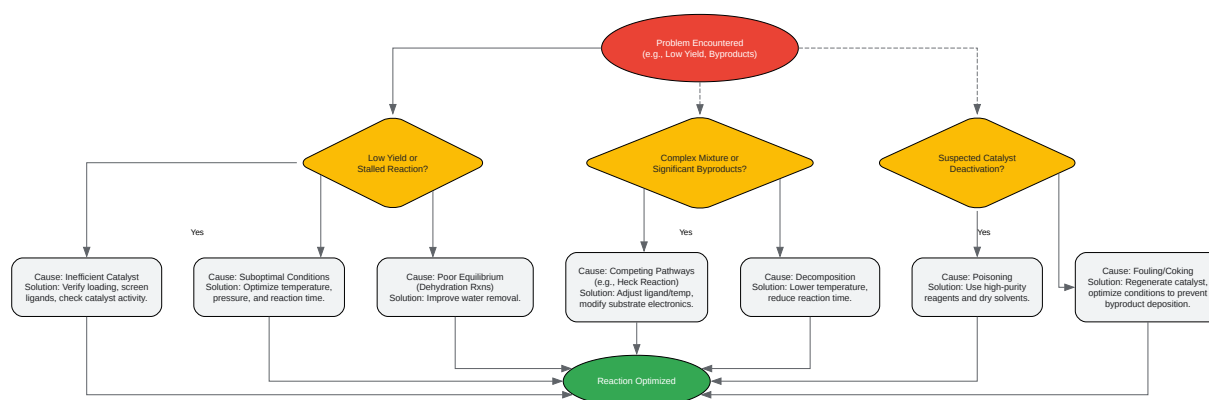 Problem Encountered
(e.g., Low Yield, Byproducts)
Low Yield or
Stalled Reaction?
Complex Mixture or
Significant Byproducts?
Suspected Catalyst
Deactivation?
Yes
Yes
Yes
Cause: Inefficient Catalyst
Solution: Verify loading, screen
ligands, check catalyst activity.
Cause: Suboptimal Conditions
Solution: Optimize temperature,
pressure, and reaction time.
Cause: Poor Equilibrium
(Dehydration Rxns)
Solution: Improve water removal.
Cause: Competing Pathways
(e.g., Heck Reaction)
Solution: Adjust ligand/temp,
modify substrate electronics.
Cause: Decomposition
Solution: Lower temperature,
reduce reaction time.
Cause: Poisoning
Solution: Use high-purity
reagents and dry solvents.
Cause: Fouling/Coking
Solution: Regenerate catalyst,
optimize conditions to prevent
byproduct deposition.
Reaction Optimized